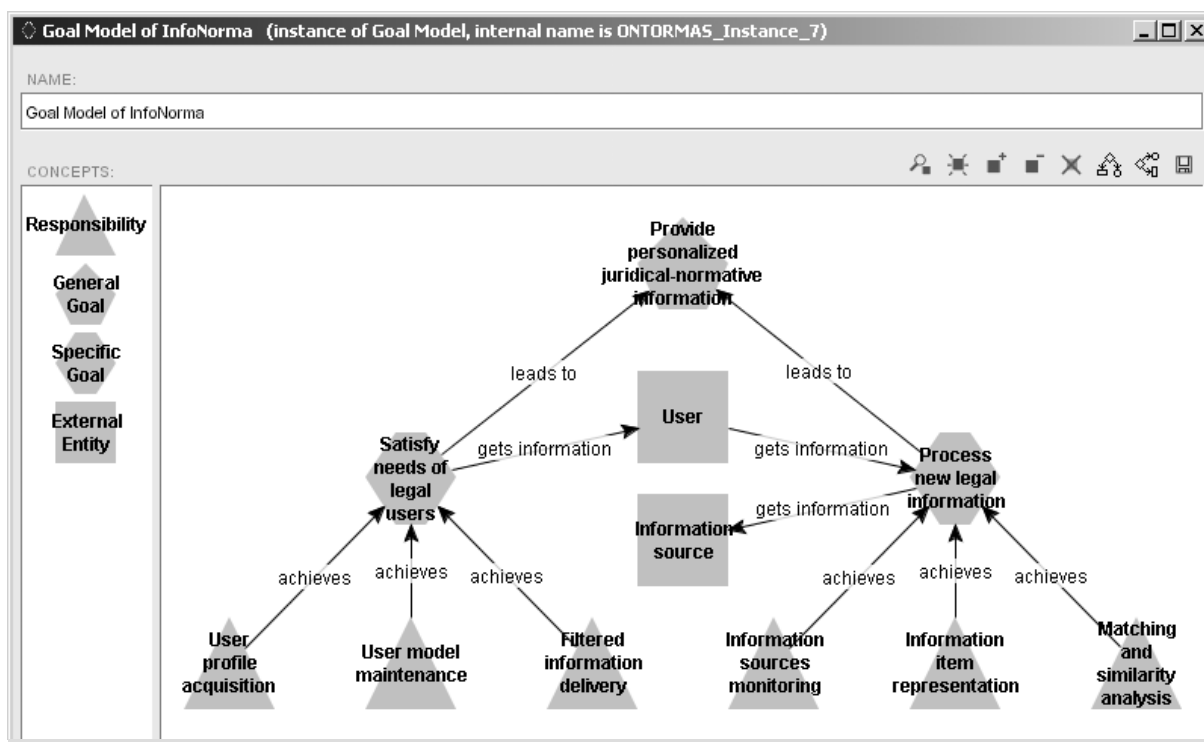 Goal Model of InfoNorma (instance of Goal Model, internal name is ONTORMAS_Instance_7)
NAME:
Goal Model of InfoNorma
CONCEPTS:
Responsibility
General
Goal
Specific
Goal
External
Entity
Provide
personalized
juridical-normative
information
leads to
leads to
User
gets information
gets information
Satisfy
needs of
legal
users
Process
new legal
information
gets information
Information
source
achieves
achieves
achieves
achieves
achieves
achieves
User
profile
acquisition
User model
maintenance
Filtered
information
delivery
Information
sources
monitoring
Information
item
representation
Matching
and
similarity
analysis